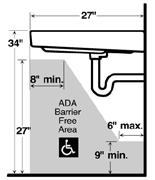 27"
34"
8" min.
ADA
Barrier
Free
Area
6" max.
27"
9" min.